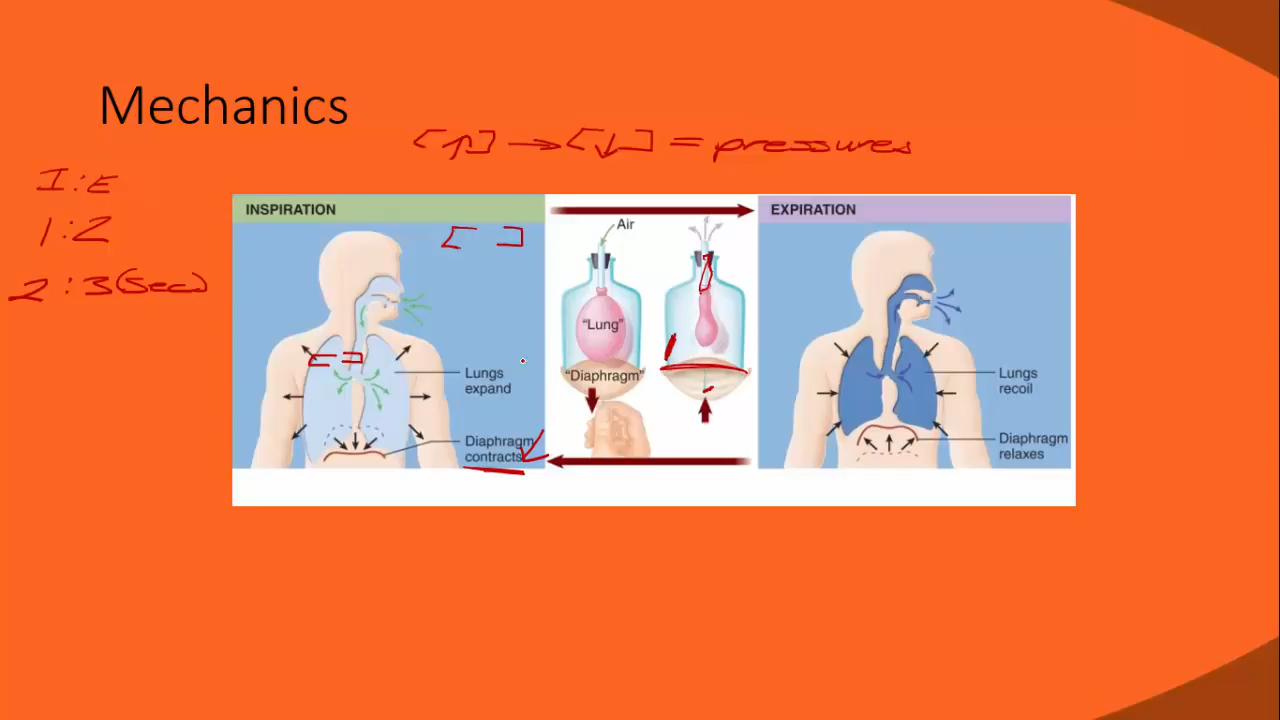 Mechanics
[↑] → [↓] = pressures
I:E
1:2
2:3(sec)
INSPIRATION
[ ]
Lungs
expand
[ ]
Diaphragm
contracts
Air
"Lung"
"Diaphragm"
EXPIRATION
Lungs
recoil
Diaphragm
relaxes